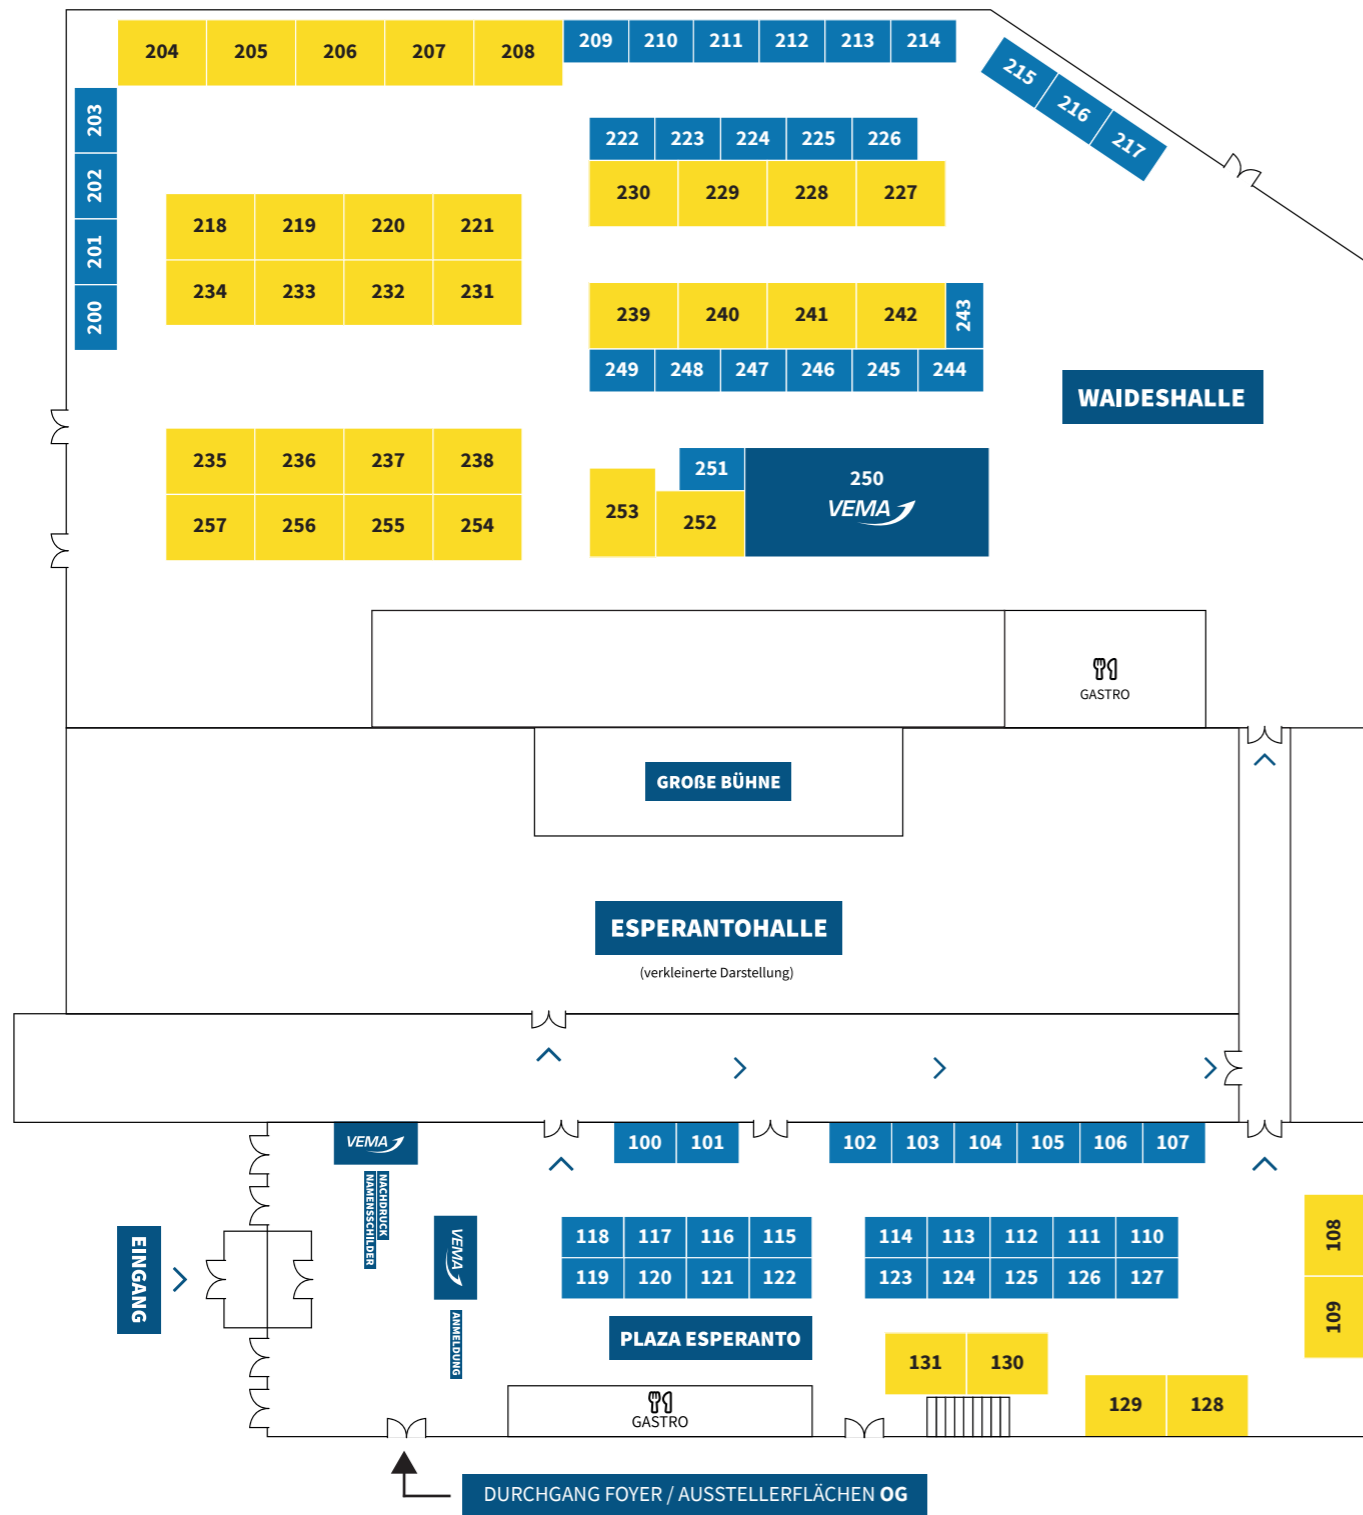 204 205 206 207 208 209 210 211 212 213 214
215 216 217
203
202
201
200
222 223 224 225 226
230 229 228 227
218 219 220 221
234 233 232 231
239 240 241 242 243
249 248 247 246 245 244
WAIDESHALLE
235 236 237 238
257 256 255 254
251
250
VEMA
253 252
GASTRO
GROßE BÜHNE
ESPERANTOHALLE
(verkleinerte Darstellung)
VEMA
NACHDRUCK
NAMENSSCHILDER
100 101 102 103 104 105 106 107
EINGANG
VEMA
ANMELDUNG
118 117 116 115 114 113 112 111 110
119 120 121 122 123 124 125 126 127
108
109
PLAZA ESPERANTO
131 130
129 128
GASTRO
DURCHGANG FOYER / AUSSTELLERFLÄCHEN OG